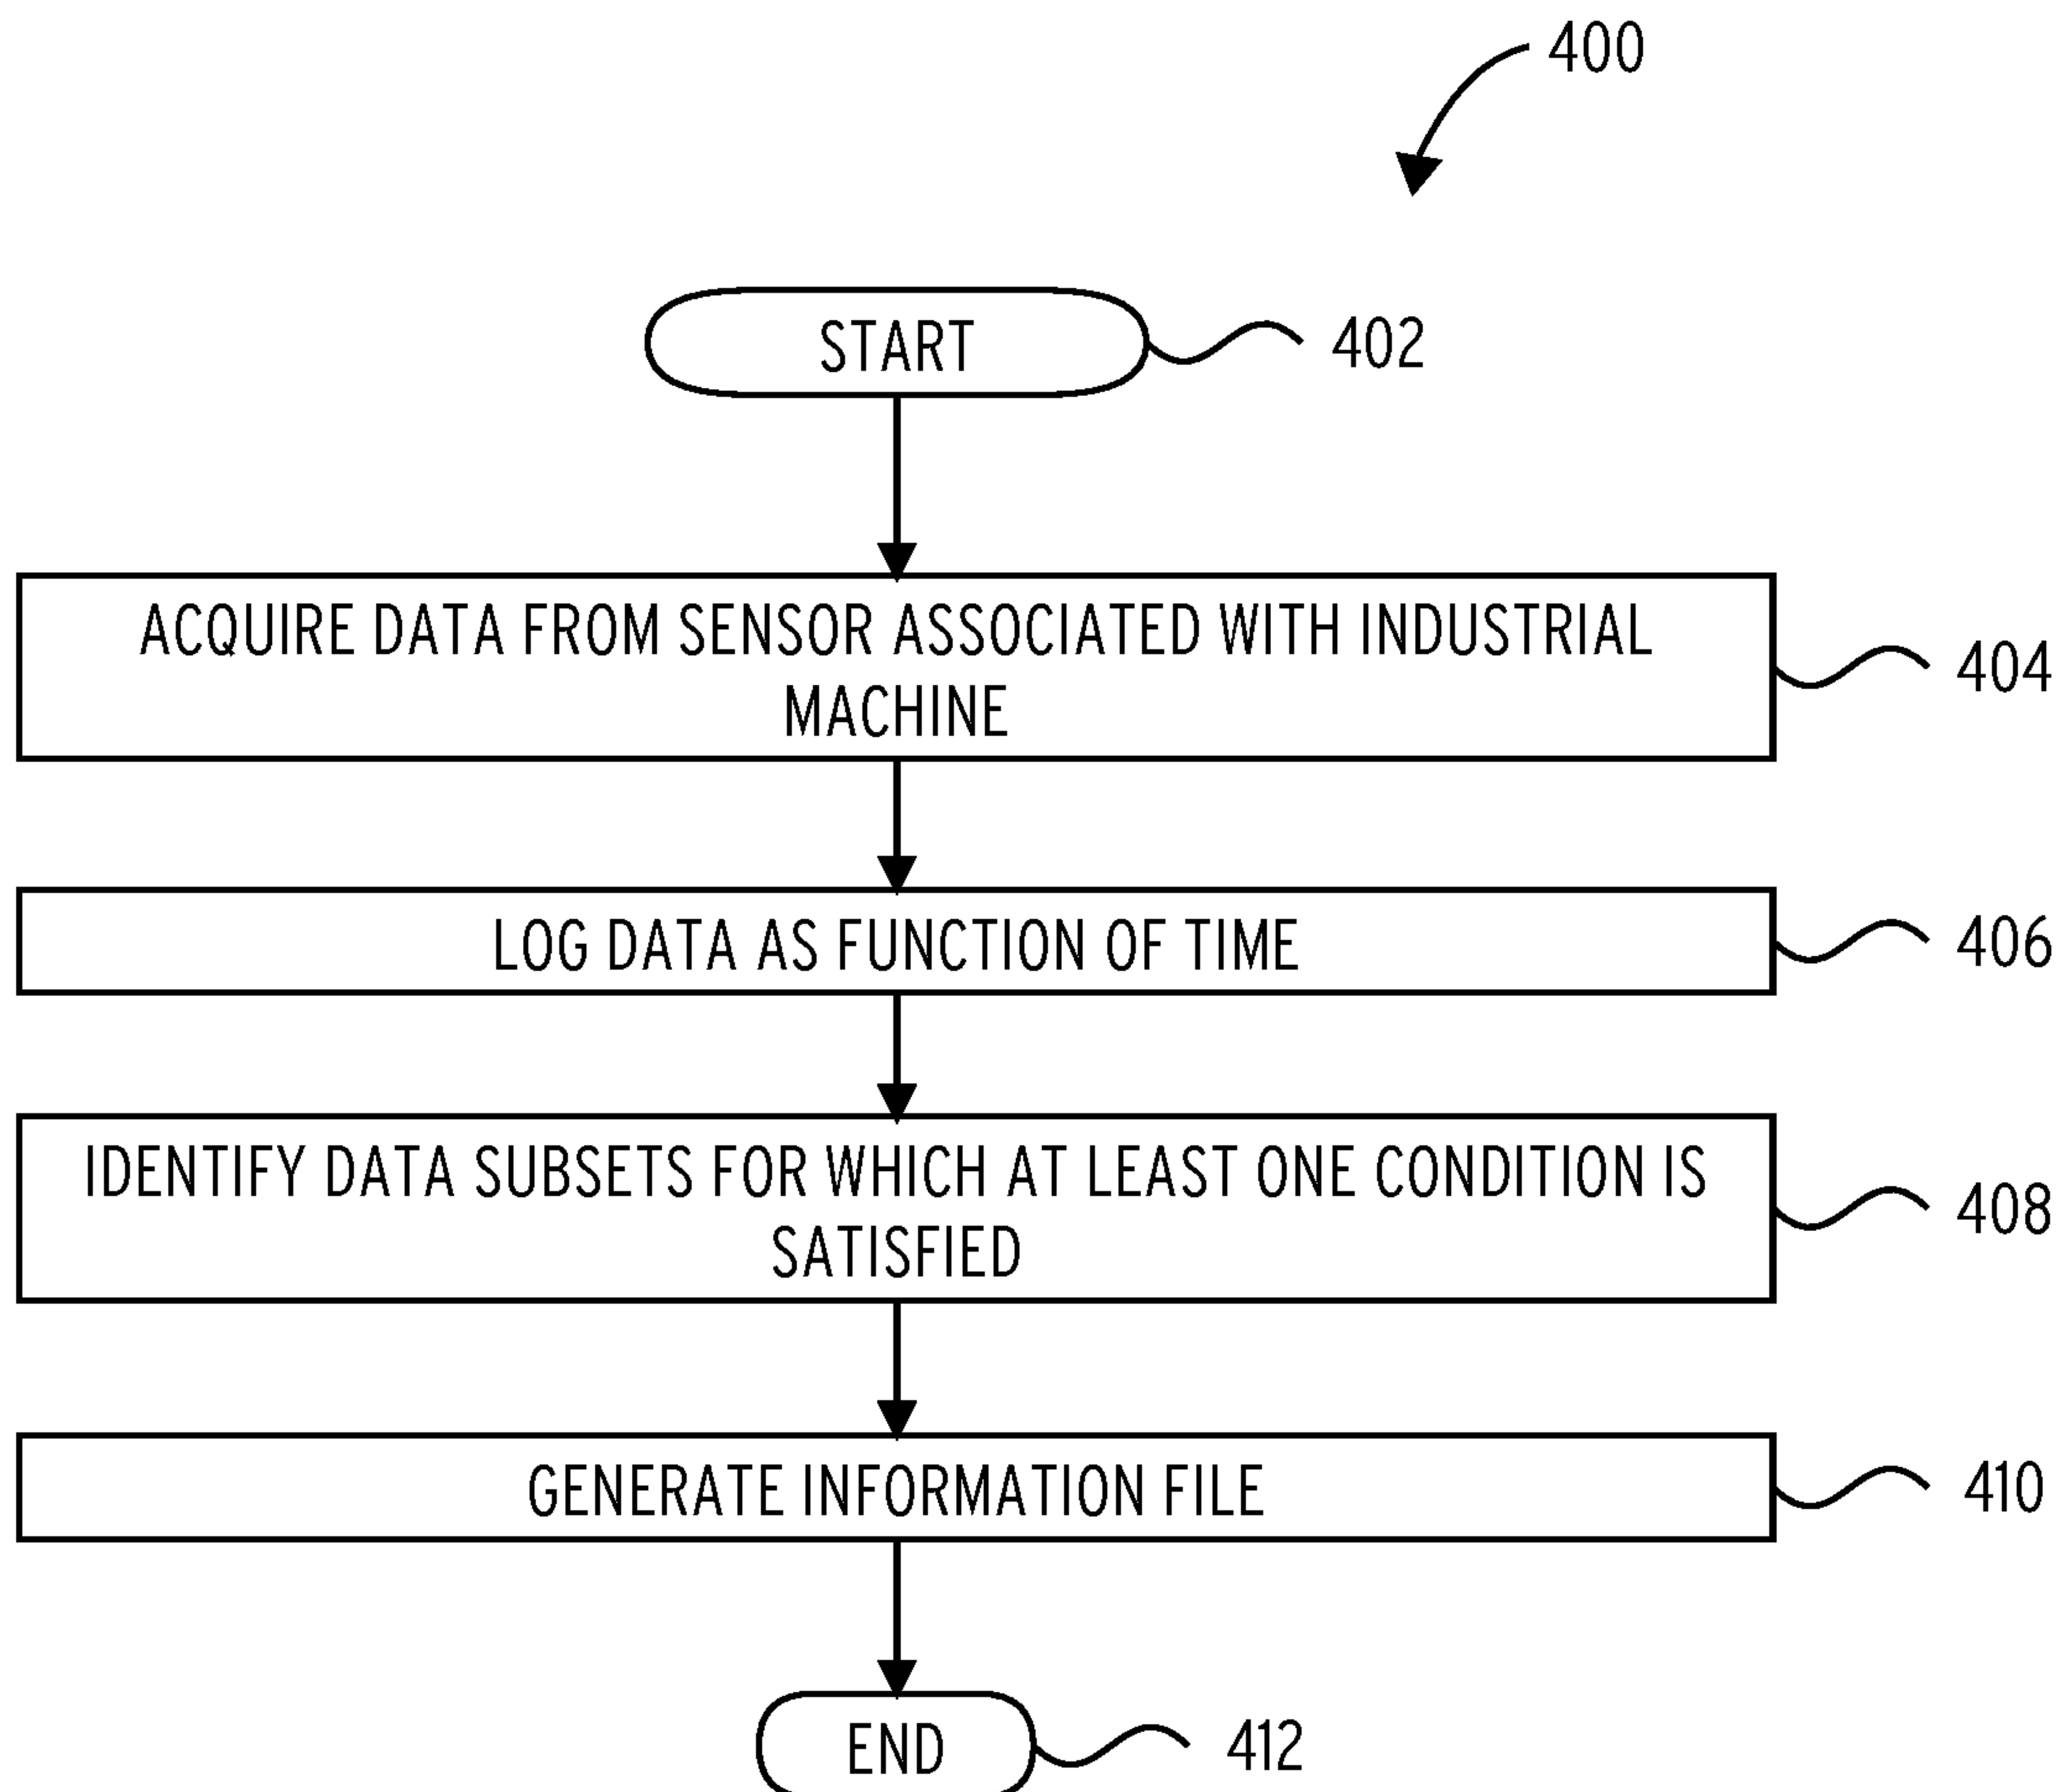 400
START
402
ACQUIRE DATA FROM SENSOR ASSOCIATED WITH INDUSTRIAL
MACHINE
404
LOG DATA AS FUNCTION OF TIME
406
IDENTIFY DATA SUBSETS FOR WHICH AT LEAST ONE CONDITION IS
SATISFIED
408
GENERATE INFORMATION FILE
410
END
412